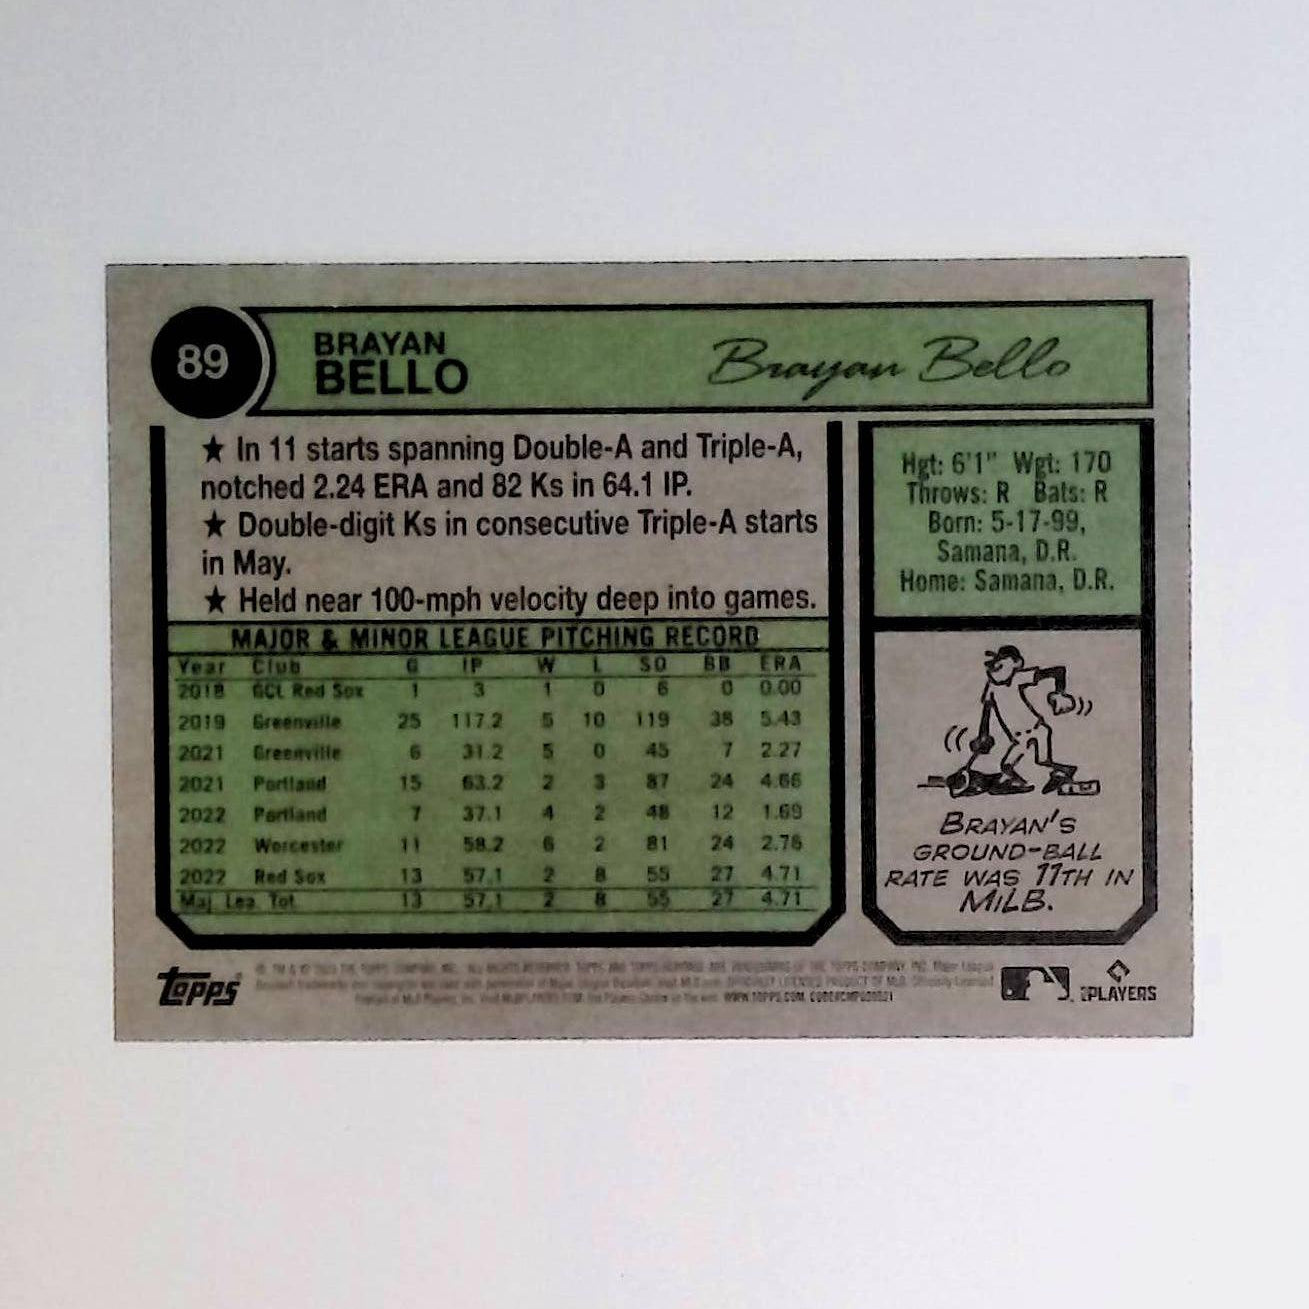 89
BRAYAN
BELLO
Brayan Bello
★ In 11 starts spanning Double-A and Triple-A,
notched 2.24 ERA and 82 Ks in 64.1 IP.
★ Double-digit Ks in consecutive Triple-A starts
in May.
★ Held near 100-mph velocity deep into games.
MAJOR & MINOR LEAGUE PITCHING RECORD
Year Club G IP W L SO BB ERA
2018 GCL Red Sox 1 3 1 0 6 0 0.00
2019 Greenville 25 117.2 5 10 119 38 5.43
2021 Greenville 6 31.2 5 0 45 7 2.27
2021 Portland 15 63.2 2 3 87 24 4.66
2022 Portland 7 37.1 4 2 48 12 1.69
2022 Worcester 11 58.2 6 2 81 24 2.76
2022 Red Sox 13 57.1 2 8 55 27 4.71
Maj. Lea. Tot. 13 57.1 2 8 55 27 4.71
Hgt: 6'1" Wgt: 170
Throws: R Bats: R
Born: 5-17-99,
Samana, D.R.
Home: Samana, D.R.
BRAYAN'S
GROUND-BALL
RATE WAS 11TH IN
MiLB.
topps
WWW.TOPPS.COM
PLAYERS